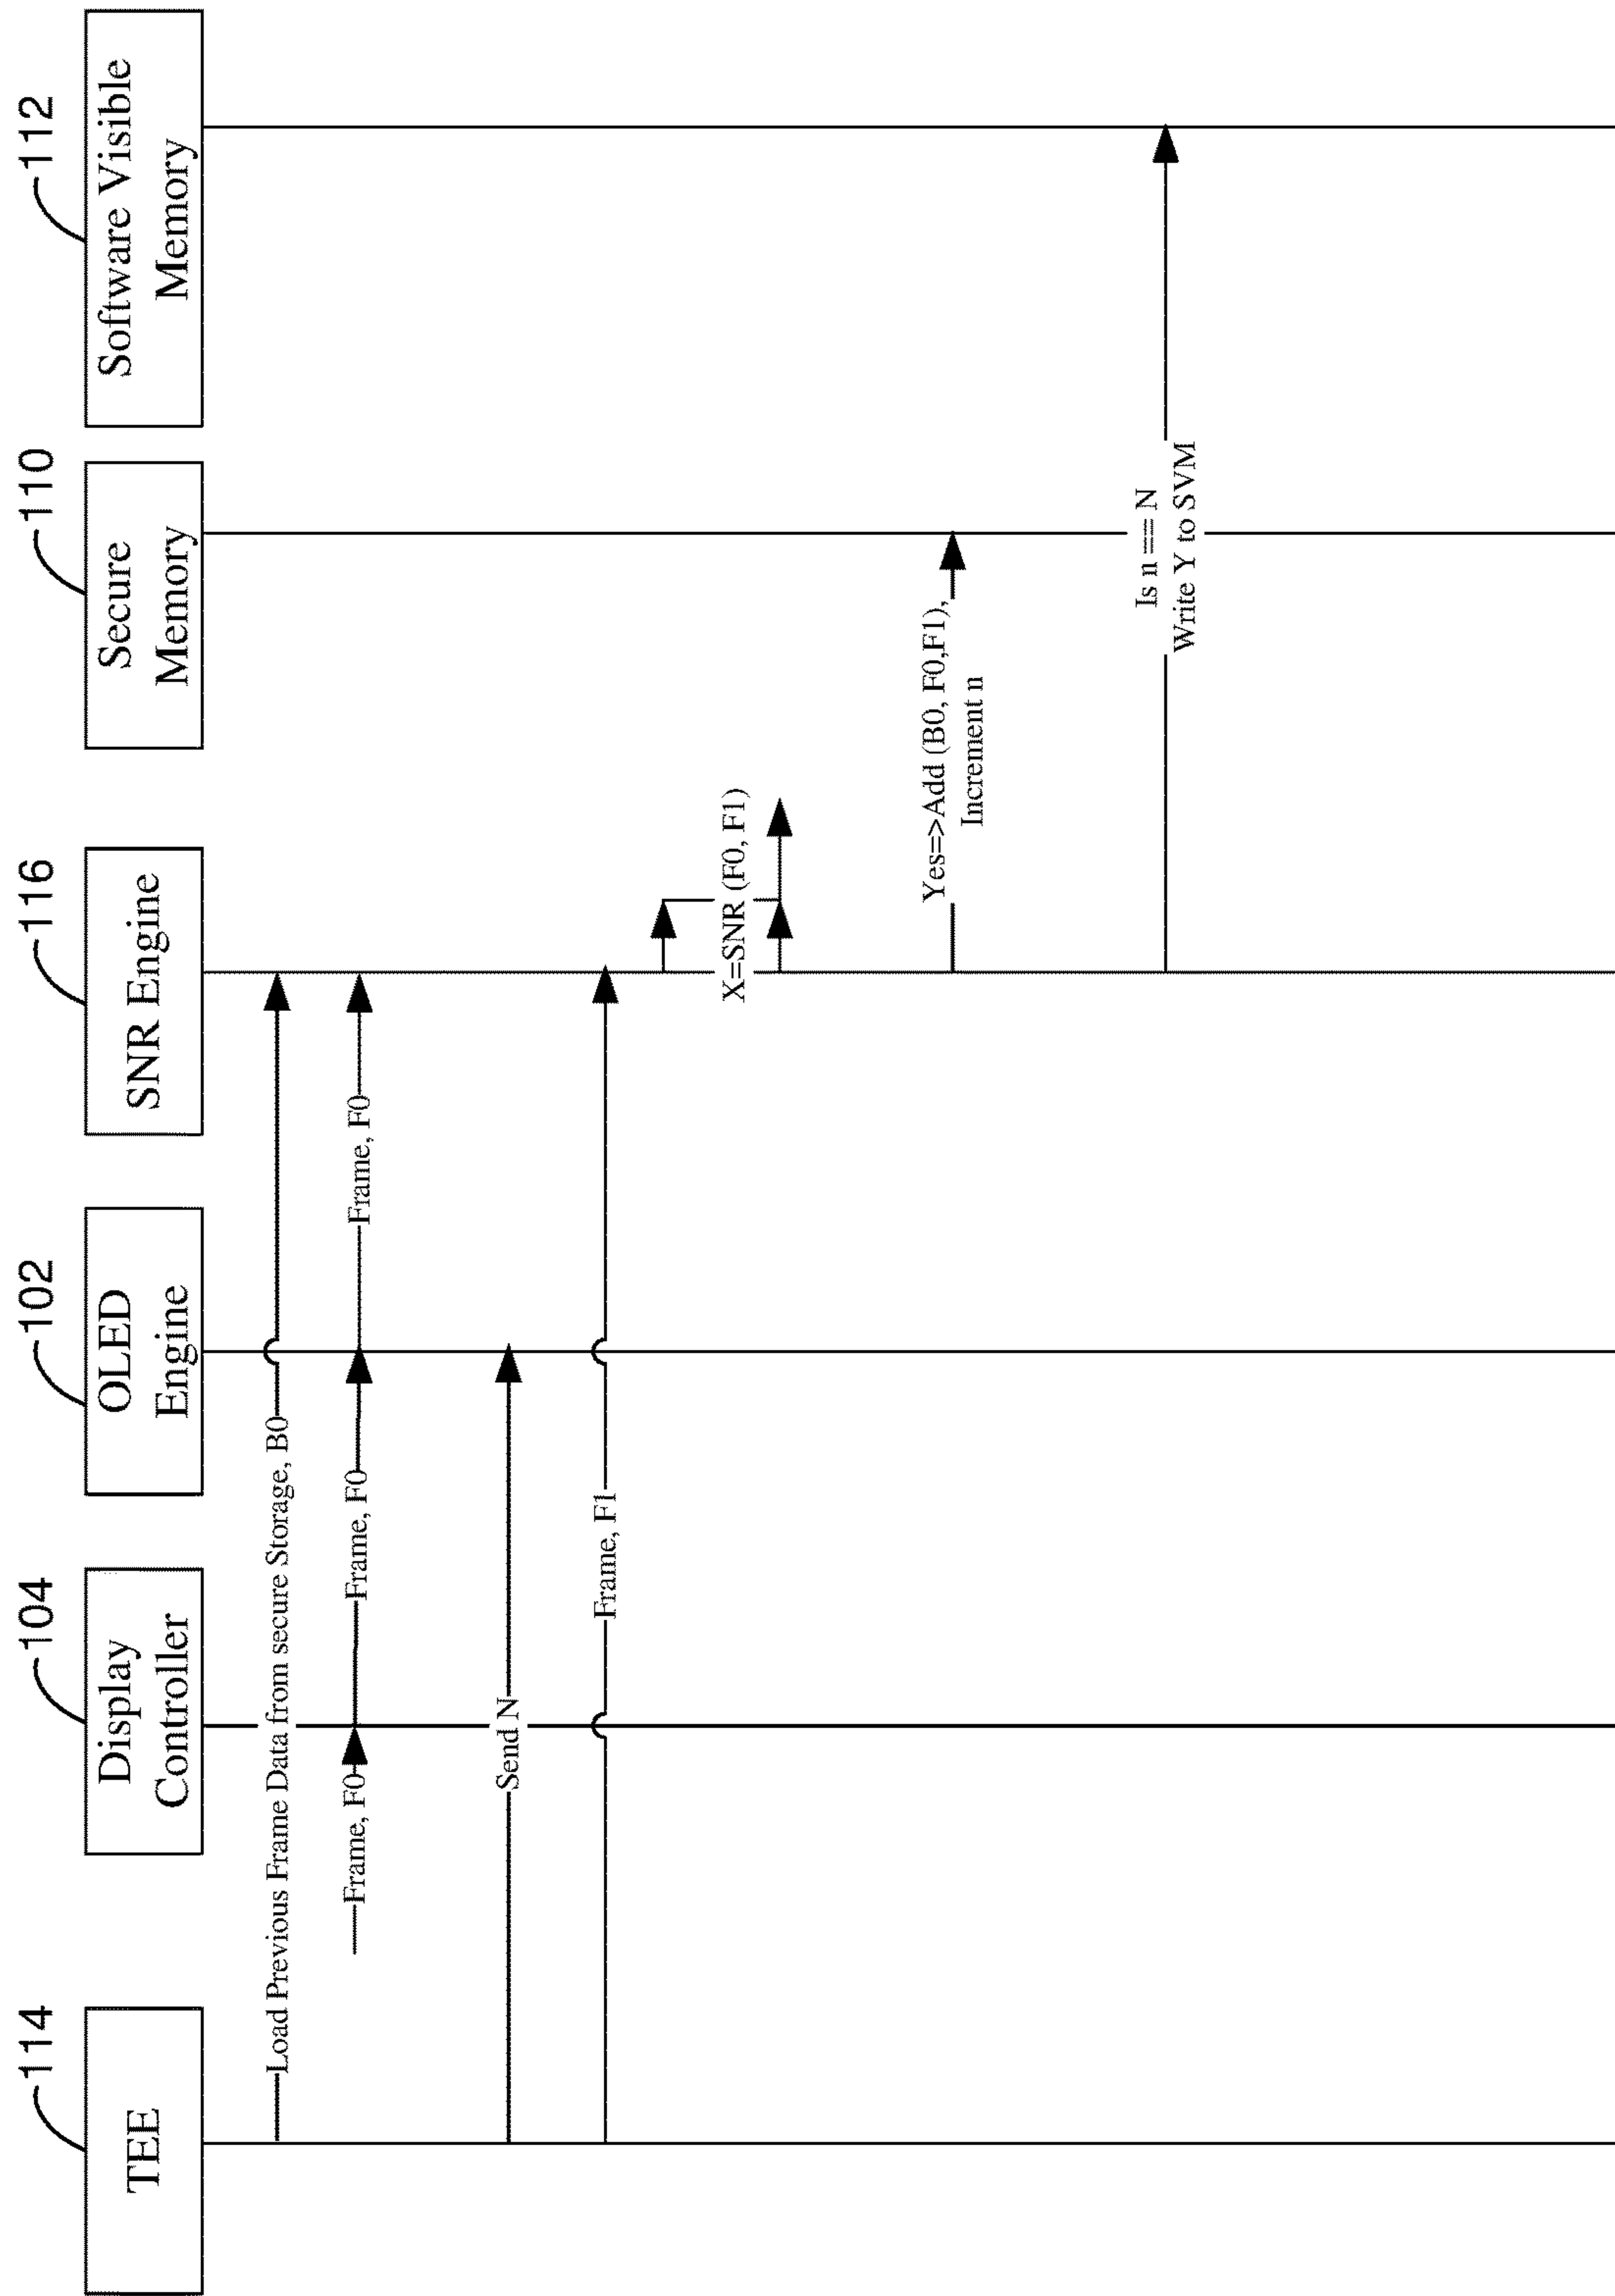 114
TEE
104
Display
Controller
102
OLED
Engine
116
SNR Engine
110
Secure
Memory
112
Software Visible
Memory
Load Previous Frame Data from secure Storage, B0
Frame, F0
Frame, F0
Frame, F0
Send N
Frame, F1
X=SNR (F0, F1)
Yes=>Add (B0, F0,F1),
Increment n
Is n == N
Write Y to SVM